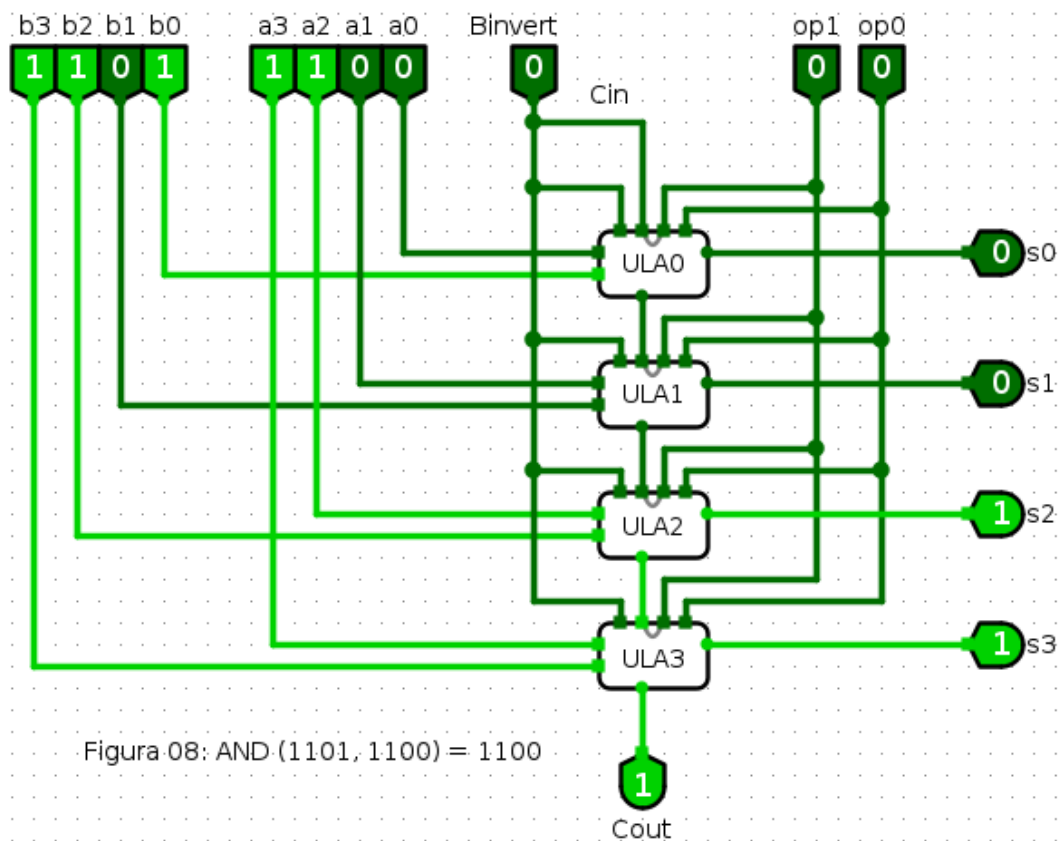 b3 b2 b1 b0 a3 a2 a1 a0 Binvert op1 op0
1 1 0 1 1 1 0 0 0 0 0
Cin
ULA0 0 s0
ULA1 0 s1
ULA2 1 s2
ULA3 1 s3
Figura 08: AND (1101, 1100) = 1100
1
Cout